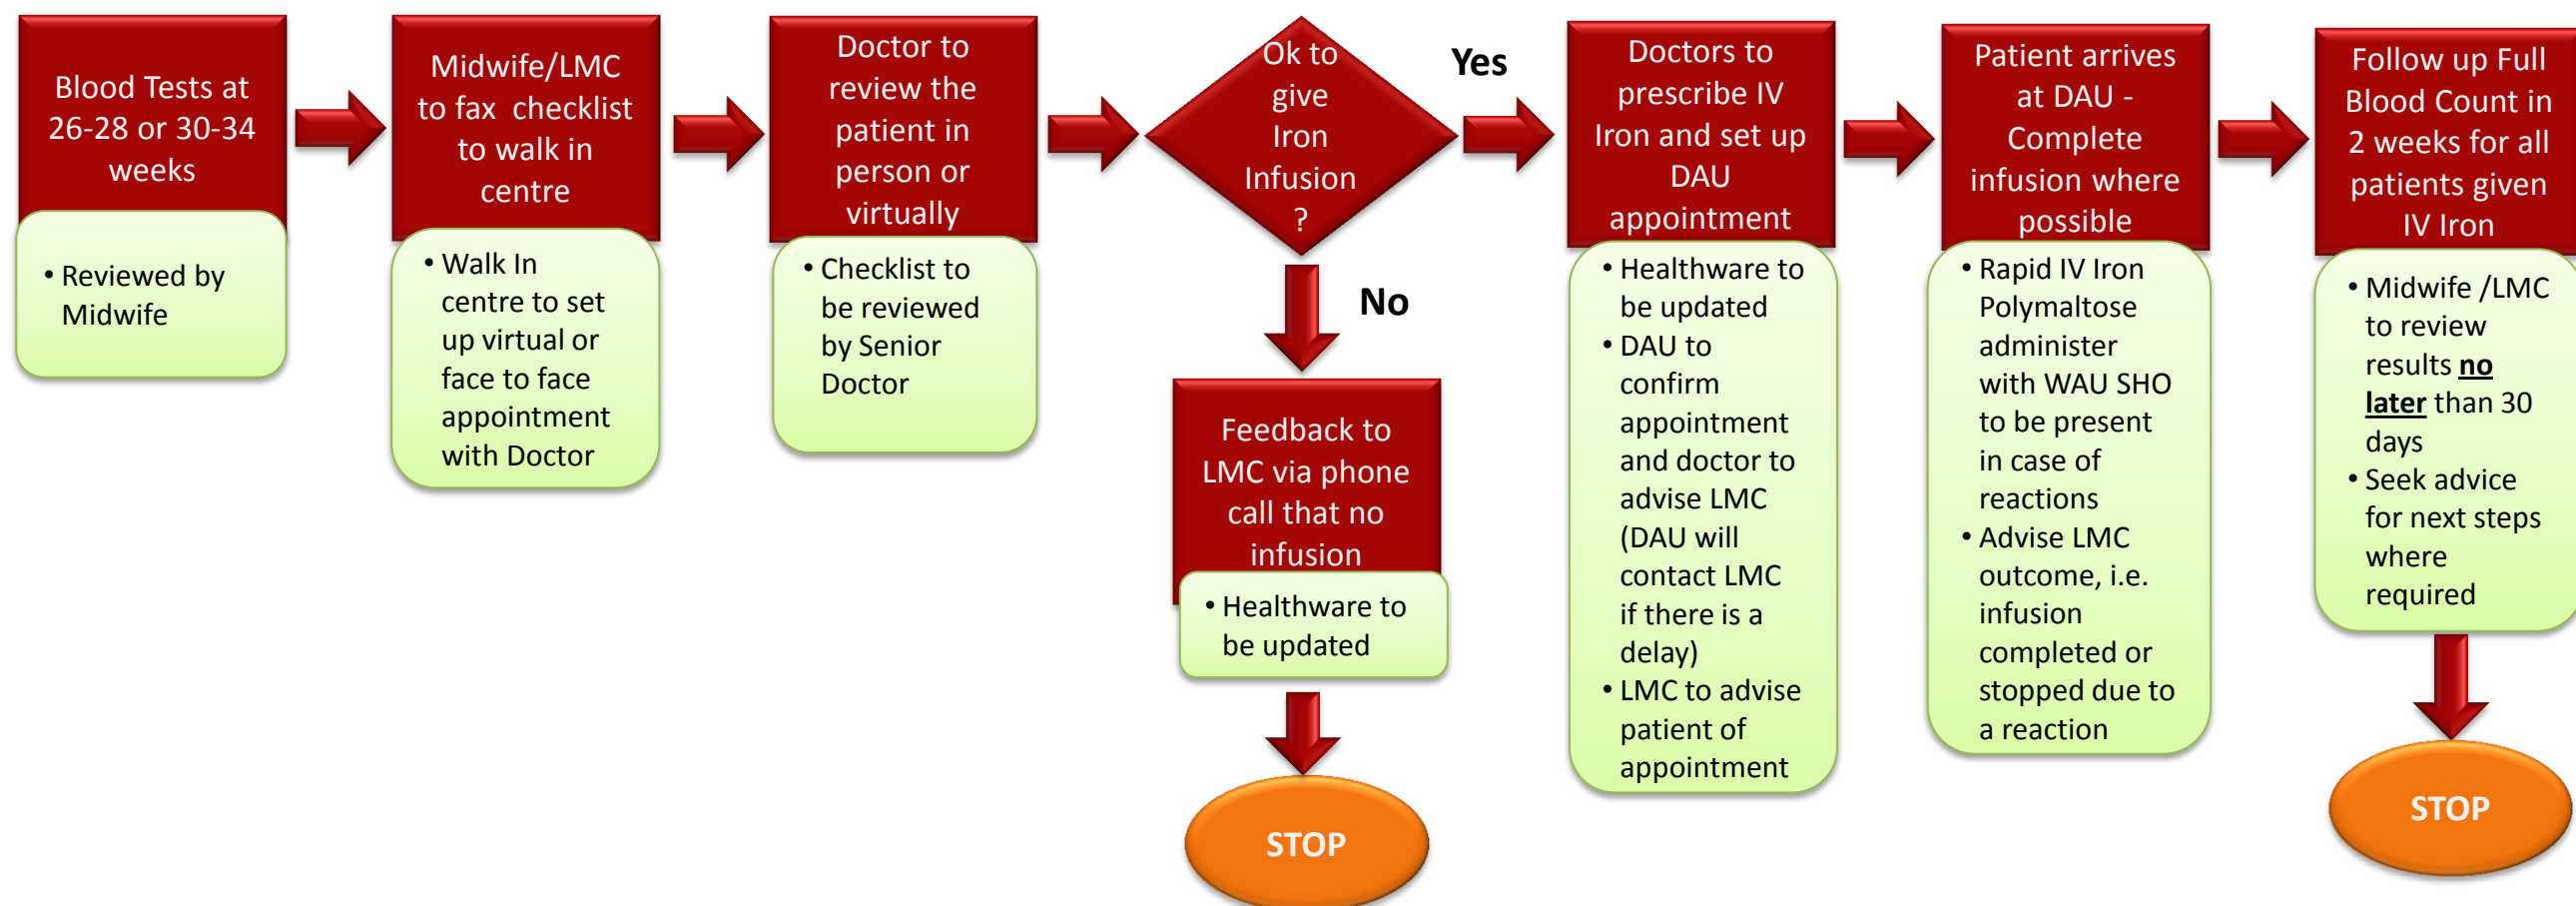 Blood Tests at
26-28 or 30-34
weeks
• Reviewed by
Midwife
Midwife/LMC
to fax checklist
to walk in
centre
• Walk In
centre to set
up virtual or
face to face
appointment
with Doctor
Doctor to
review the
patient in
person or
virtually
• Checklist to
be reviewed
by Senior
Doctor
Ok to
give
Iron
Infusion
?
Yes
No
Feedback to
LMC via phone
call that no
infusion
• Healthware to
be updated
STOP
Doctors to
prescribe IV
Iron and set up
DAU
appointment
• Healthware to
be updated
• DAU to
confirm
appointment
and doctor to
advise LMC
(DAU will
contact LMC
if there is a
delay)
• LMC to advise
patient of
appointment
Patient arrives
at DAU -
Complete
infusion where
possible
• Rapid IV Iron
Polymaltose
administer
with WAU SHO
to be present
in case of
reactions
• Advise LMC
outcome, i.e.
infusion
completed or
stopped due to
a reaction
Follow up Full
Blood Count in
2 weeks for all
patients given
IV Iron
• Midwife /LMC
to review
results no
later than 30
days
• Seek advice
for next steps
where
required
STOP